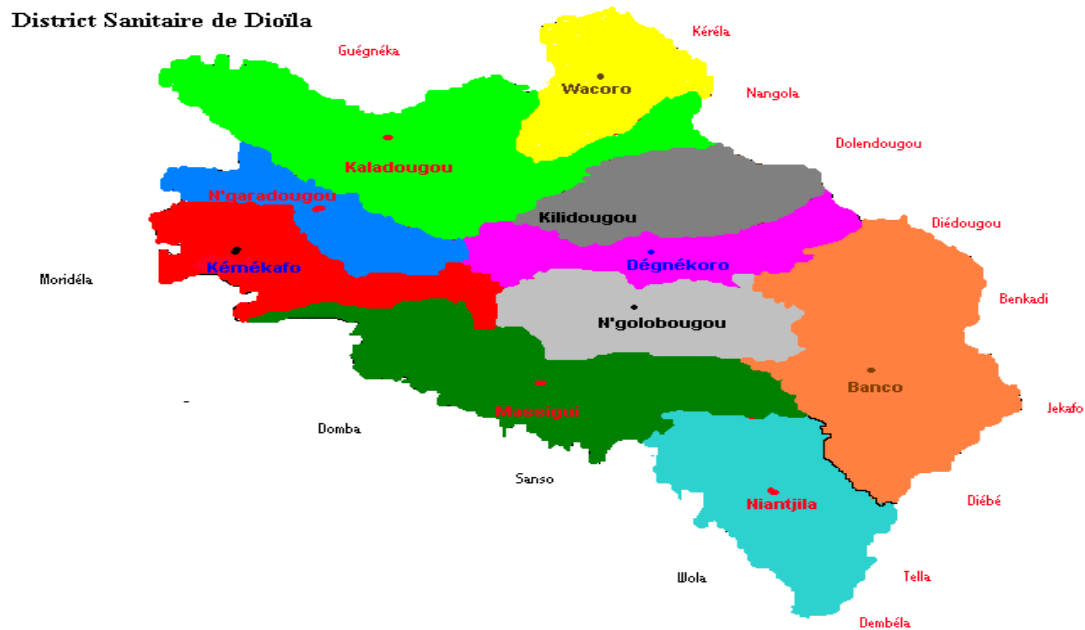 District Sanitaire de Dioïla
Kéréla
Guégnéka
Wacoro
Nangola
Dolendougou
Kaladougou
N'garadougou
Kilidougou
Diédougou
Kémékafo
Dégnékoro
Moridéla
Benkadi
N'golobougou
Banco
Massigui
Jekafo
Domba
Sanso
Niantjila
Diébé
Wola
Tella
Dembéla